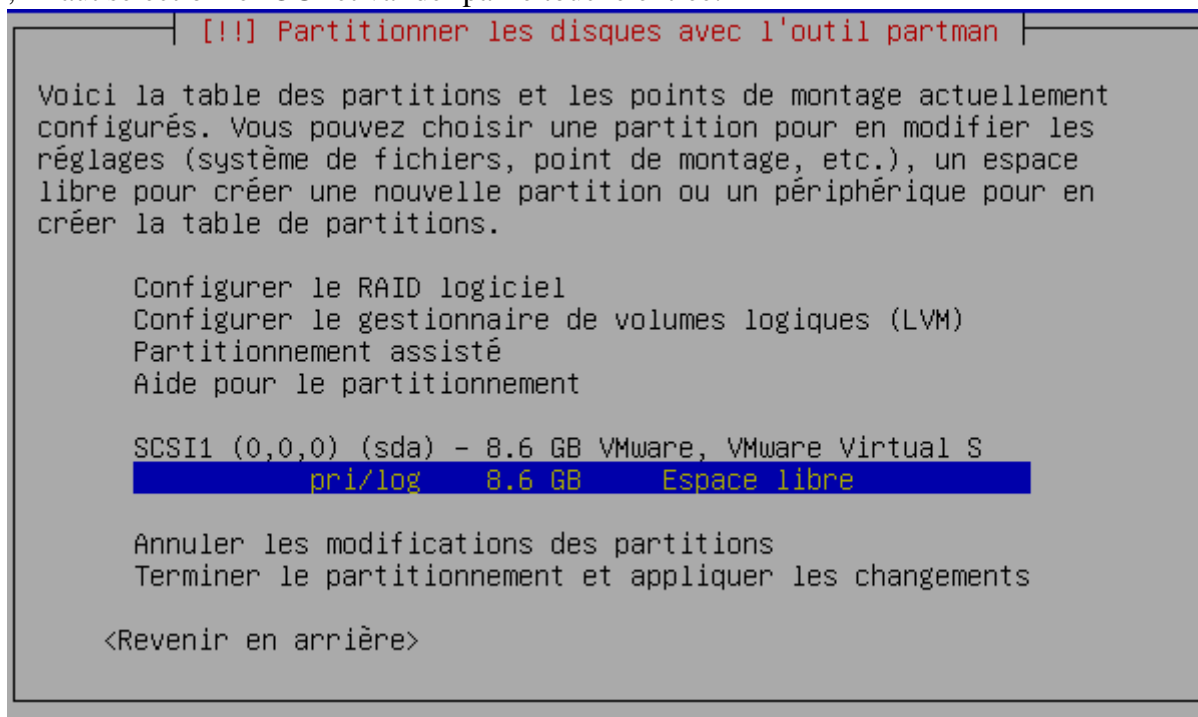 [!!] Partitionner les disques avec l'outil partman
Voici la table des partitions et les points de montage actuellement
configurés. Vous pouvez choisir une partition pour en modifier les
réglages (système de fichiers, point de montage, etc.), un espace
libre pour créer une nouvelle partition ou un périphérique pour en
créer la table de partitions.
Configurer le RAID logiciel
Configurer le gestionnaire de volumes logiques (LVM)
Partitionnement assisté
Aide pour le partitionnement
SCSI1 (0,0,0) (sda) – 8.6 GB VMware, VMware Virtual S
pri/log 8.6 GB Espace libre
Annuler les modifications des partitions
Terminer le partitionnement et appliquer les changements
<Revenir en arrière>